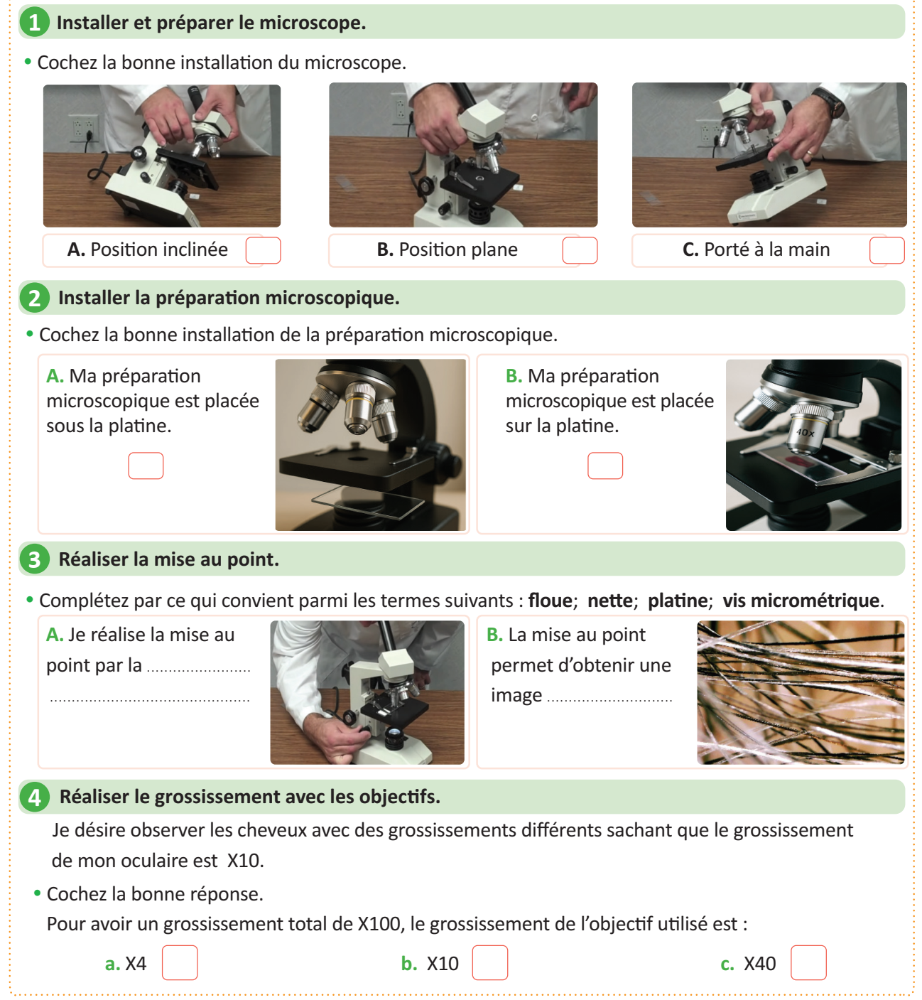 1 Installer et préparer le microscope.
• Cochez la bonne installation du microscope.
A. Position inclinée
B. Position plane
C. Porté à la main
2 Installer la préparation microscopique.
• Cochez la bonne installation de la préparation microscopique.
A. Ma préparation
microscopique est placée
sous la platine.
B. Ma préparation
microscopique est placée
sur la platine.
40x
3 Réaliser la mise au point.
• Complétez par ce qui convient parmi les termes suivants : floue; nette; platine; vis micrométrique.
A. Je réalise la mise au
point par la ........................
..............................................
B. La mise au point
permet d’obtenir une
image .............................
4 Réaliser le grossissement avec les objectifs.
Je désire observer les cheveux avec des grossissements différents sachant que le grossissement
de mon oculaire est X10.
• Cochez la bonne réponse.
Pour avoir un grossissement total de X100, le grossissement de l’objectif utilisé est :
a. X4
b. X10
c. X40